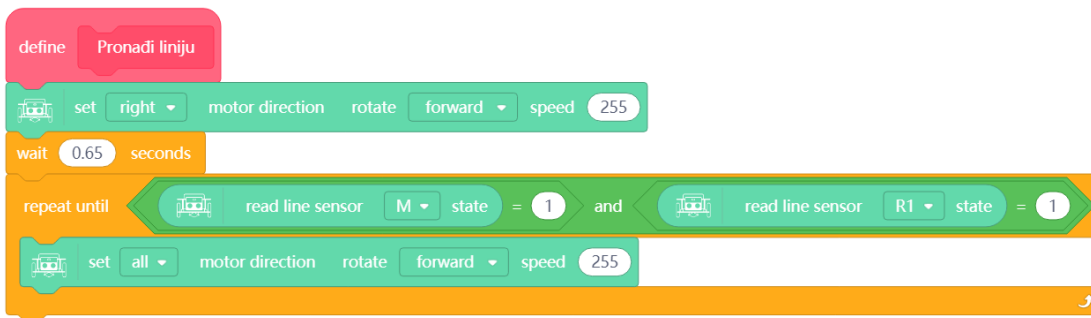 define Pronađi liniju
set right motor direction rotate forward speed 255
wait 0.65 seconds
repeat until read line sensor M state = 1 and read line sensor R1 state = 1
set all motor direction rotate forward speed 255